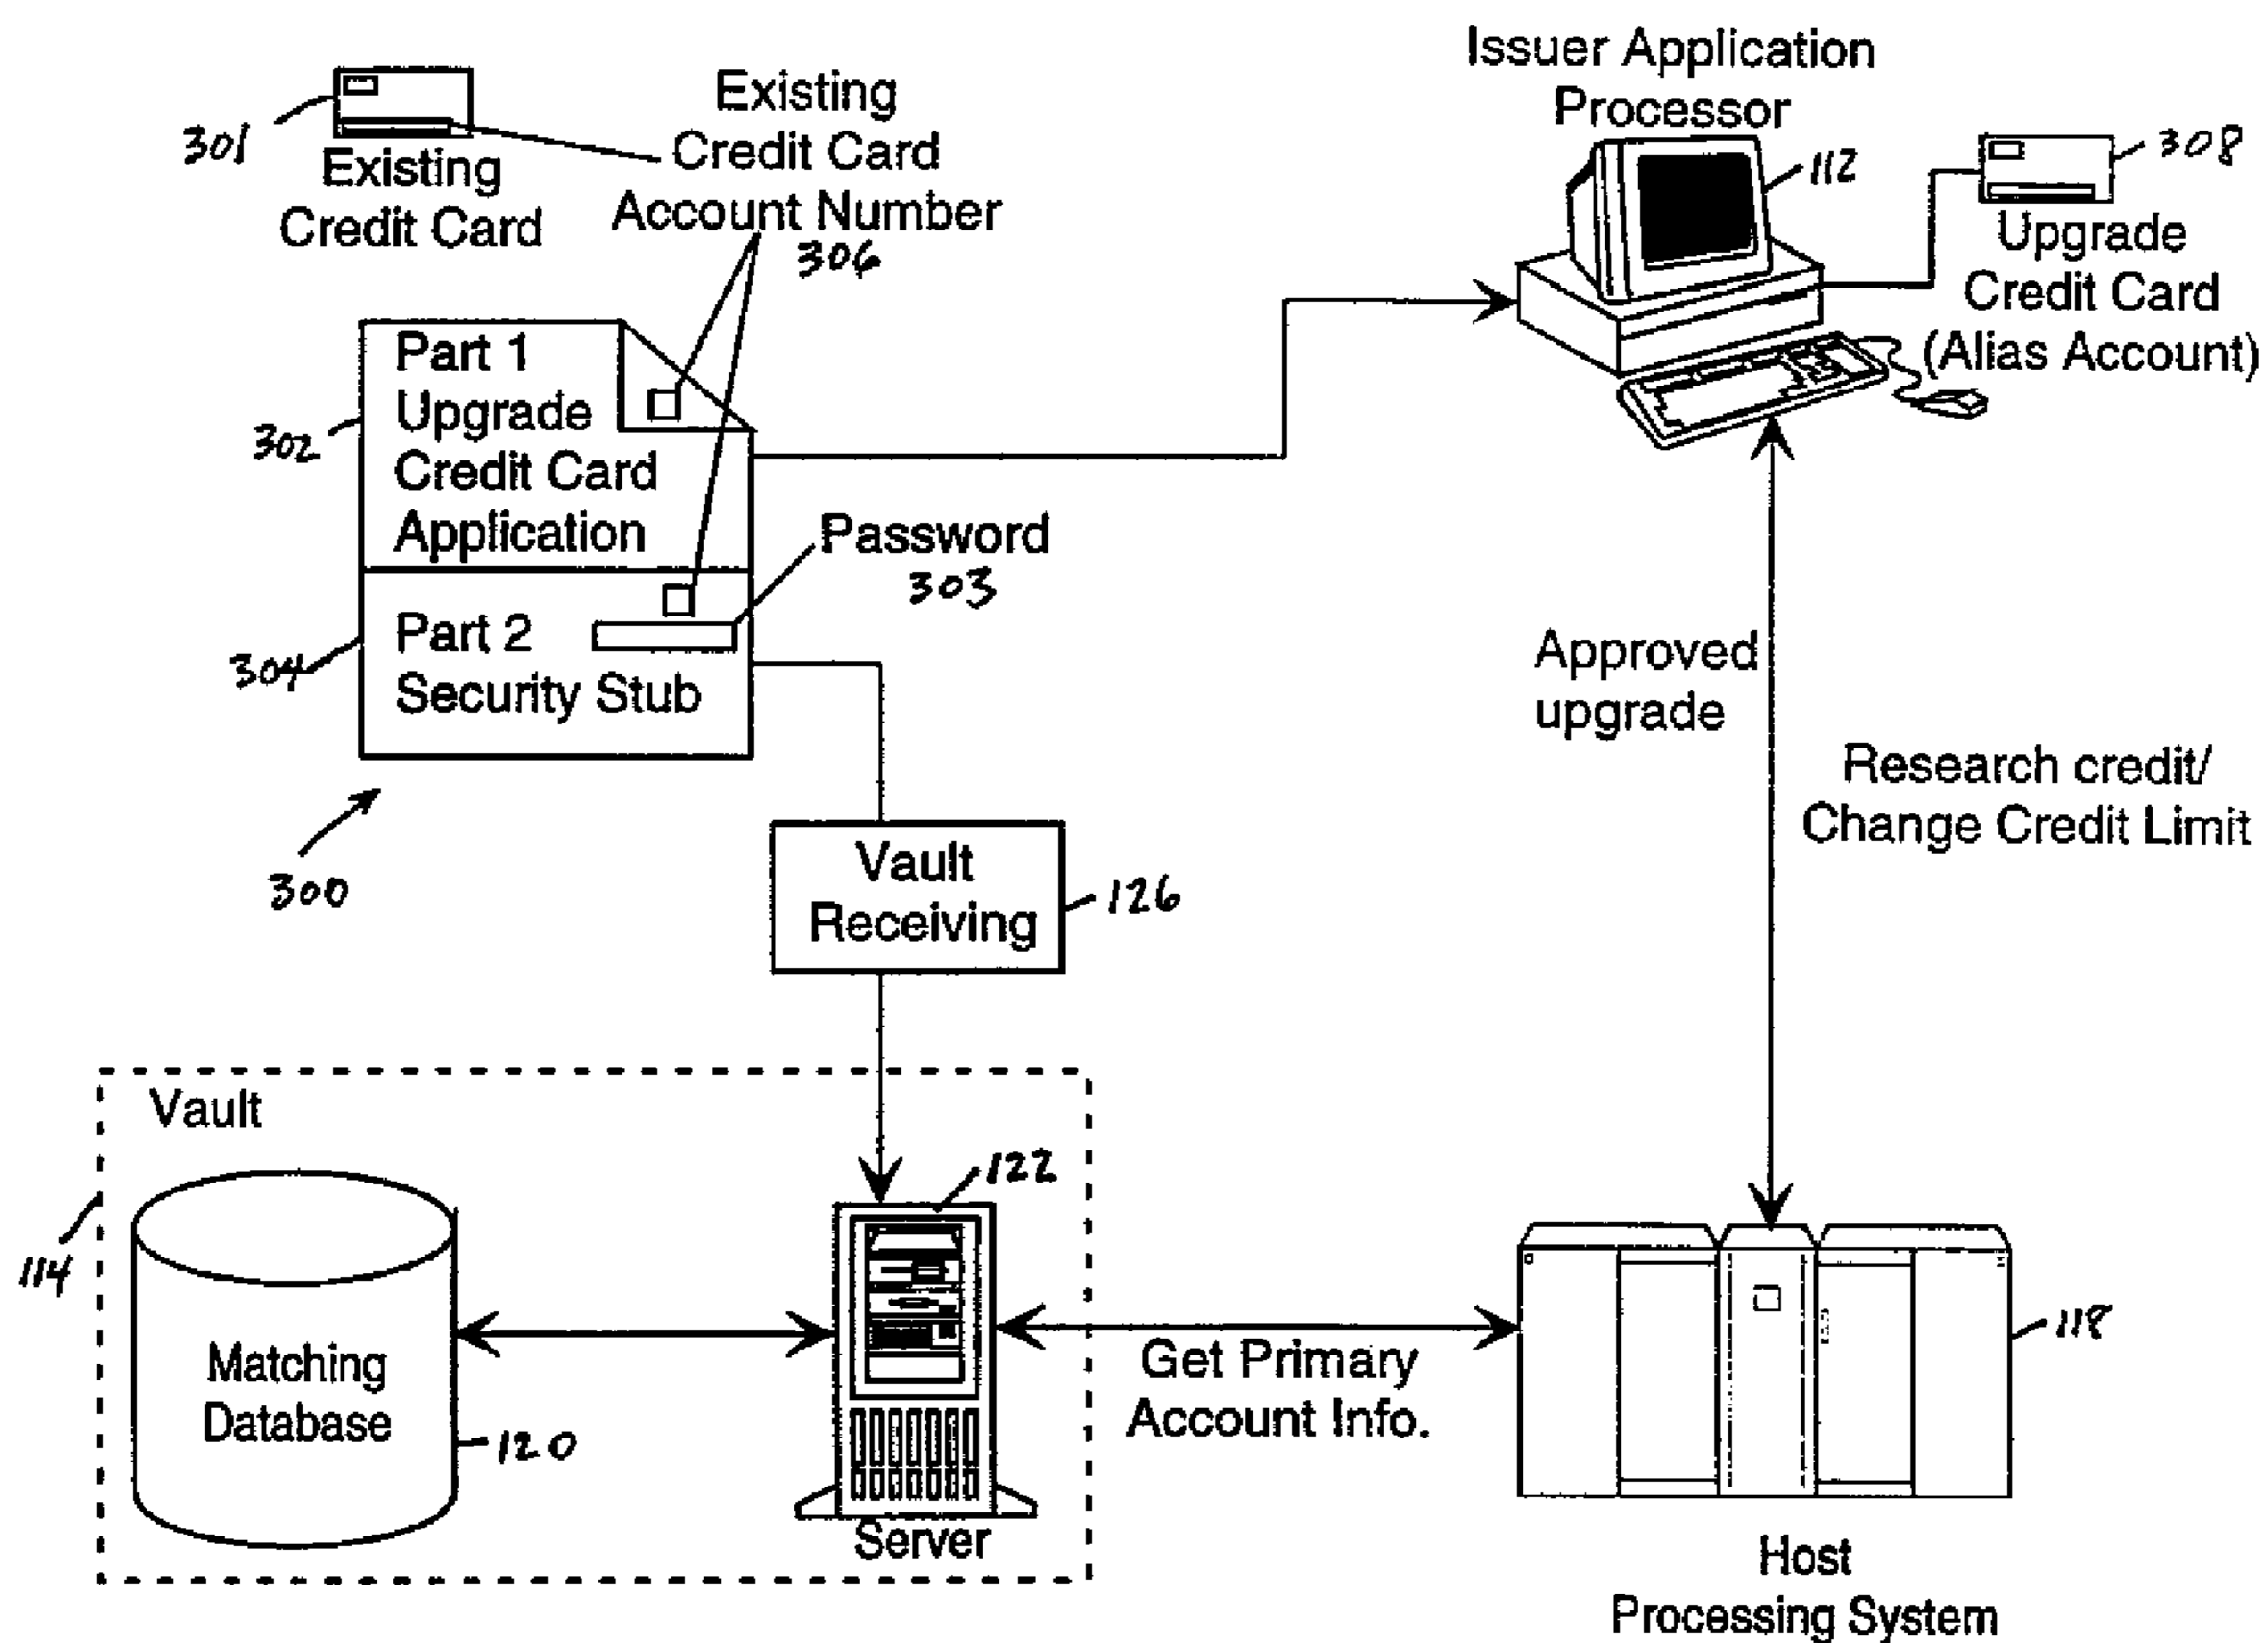 301
Existing
Credit Card
Existing
Credit Card
Account Number
306
Issuer Application
Processor
112
308
Upgrade
Credit Card
(Alias Account)
Part 1
Upgrade
Credit Card
Application
302
Password
303
Part 2
Security Stub
304
300
Approved
upgrade
Research credit/
Change Credit Limit
Vault
Receiving
126
Vault
114
Matching
Database
120
122
Server
Get Primary
Account Info.
118
Host
Processing System